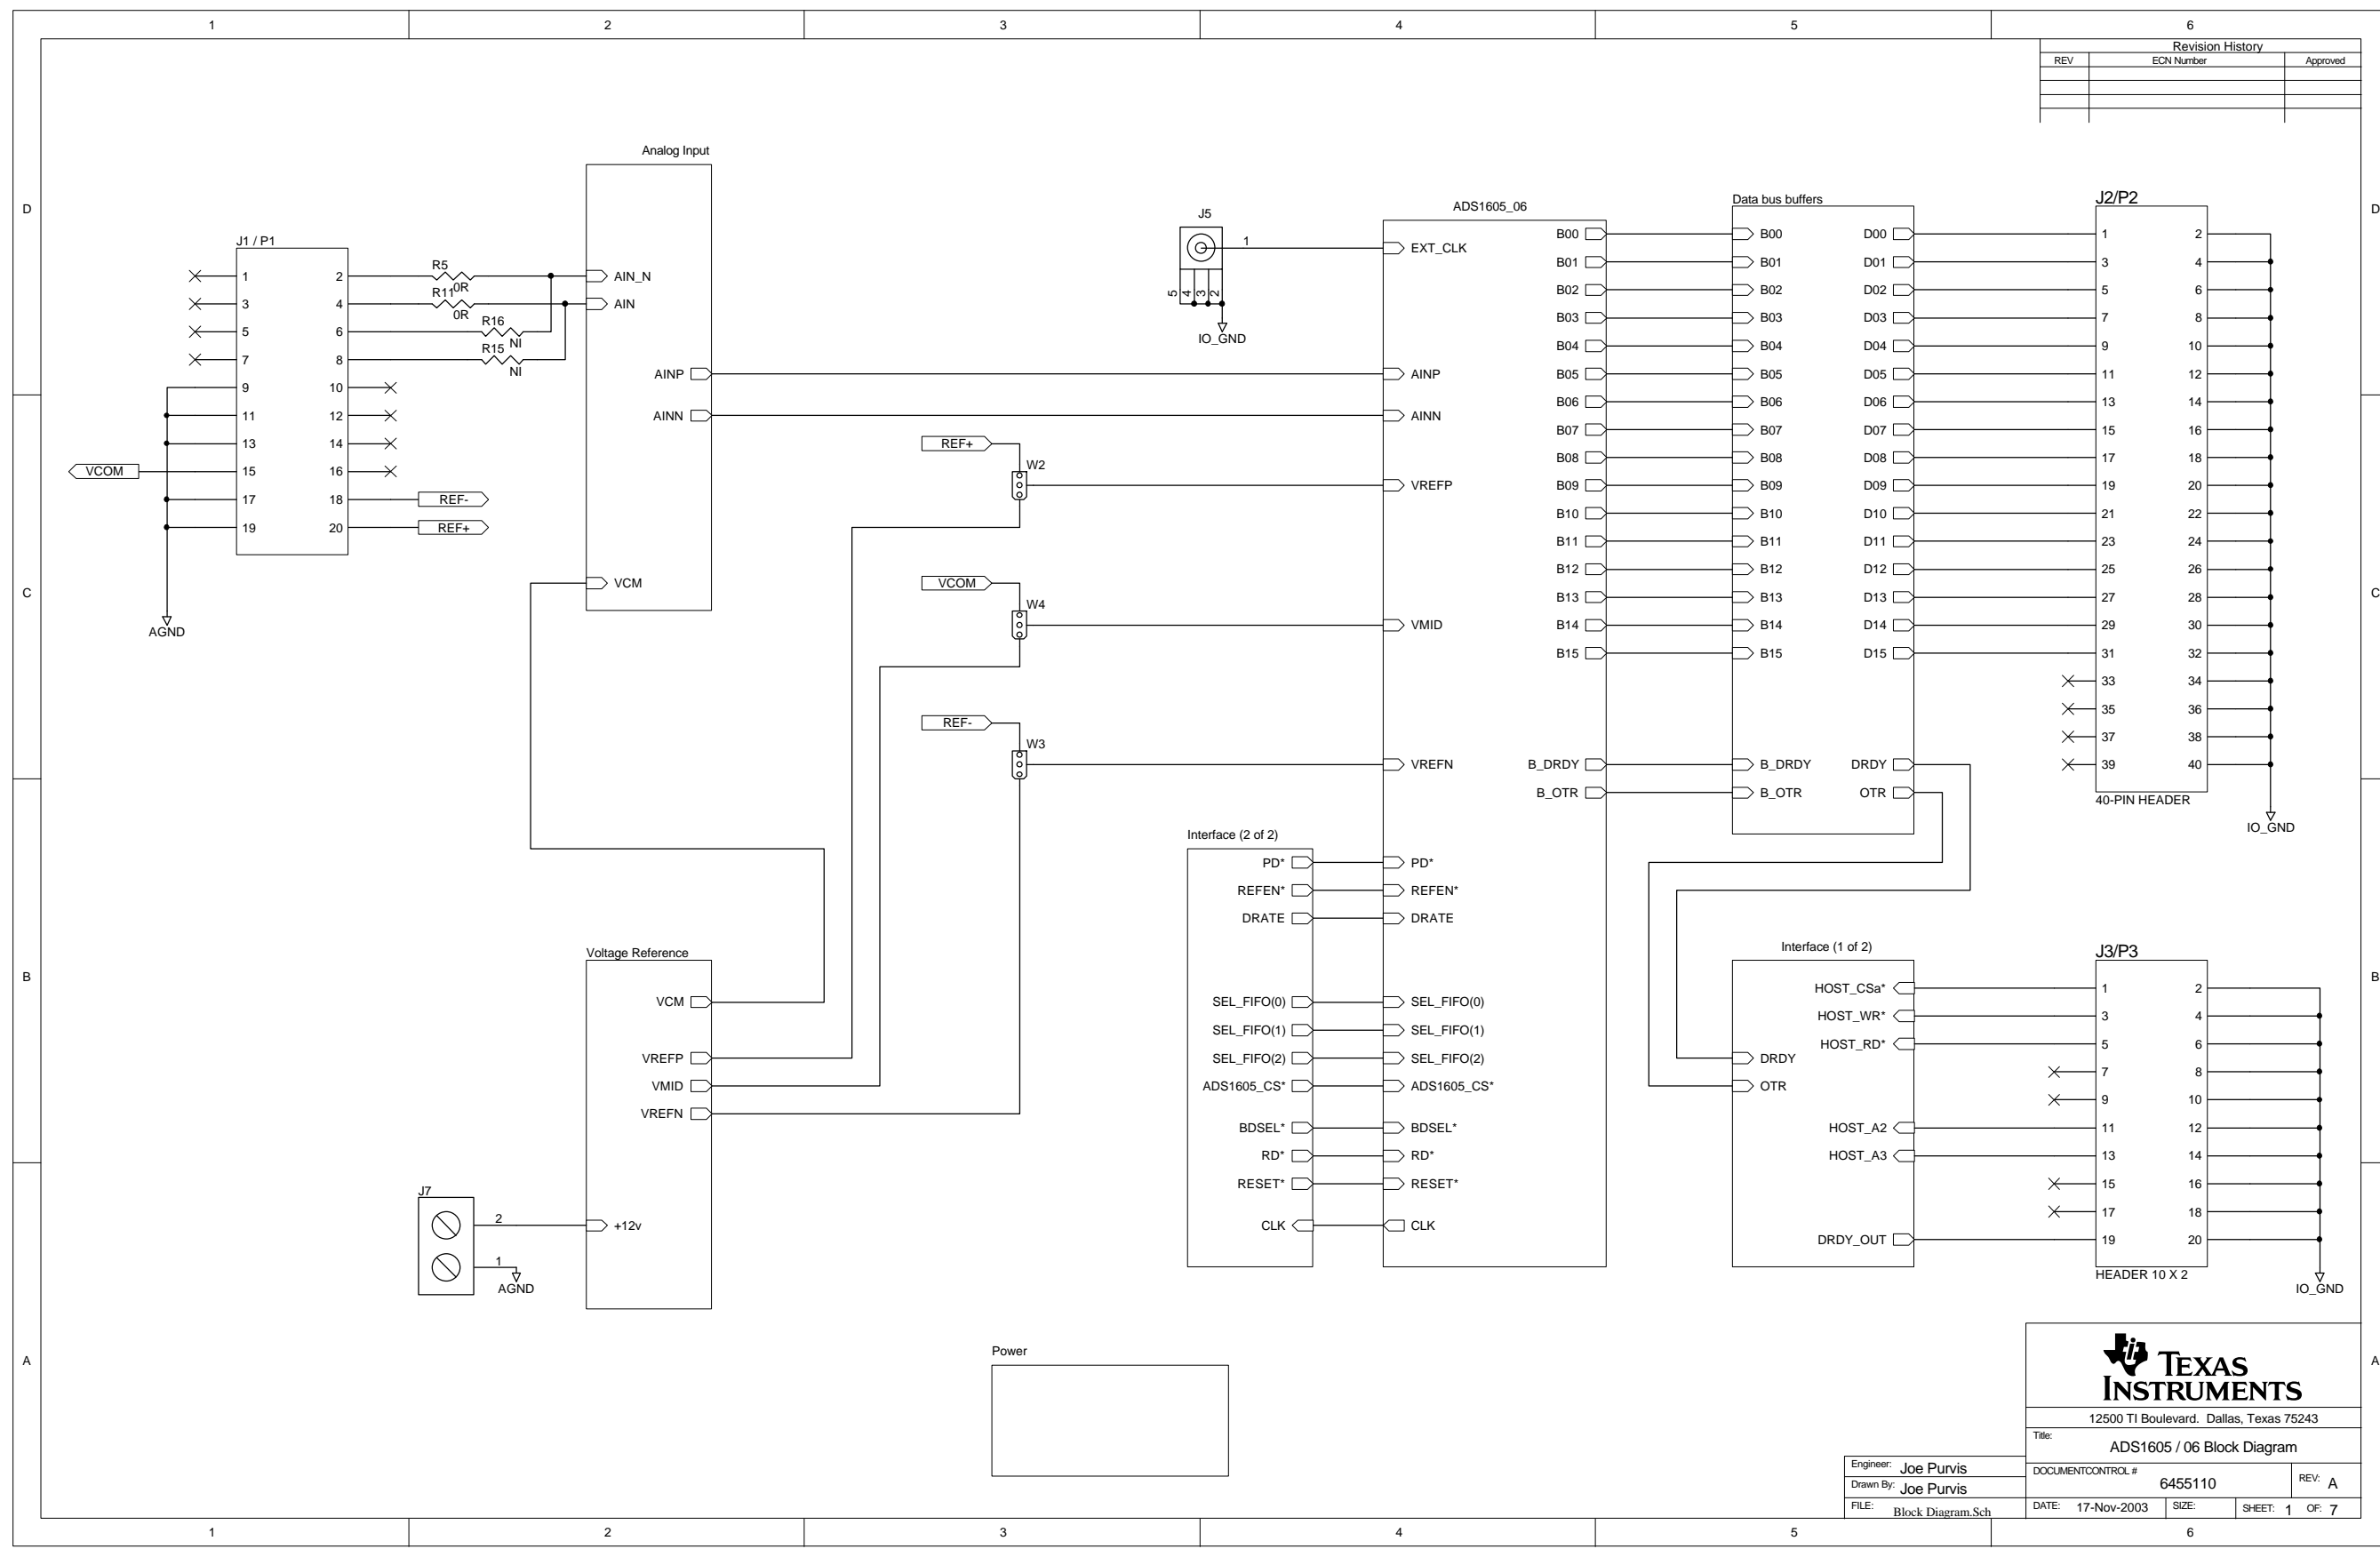 1 2 3 4 5 6
Revision History
REV ECN Number Approved
D
C
B
A
D
C
B
A
J1 / P1
1 2
3 4
5 6
7 8
9 10
11 12
13 14
15 16
17 18
19 20
R5
0R
R11
0R
R16
NI
R15
NI
VCOM
REF-
REF+
AGND
Analog Input
AIN_N
AIN
AINP
AINN
VCM
J5
1
5 4 3 2
IO_GND
REF+
W2
VCOM
W4
REF-
W3
Voltage Reference
VCM
VREFP
VMID
VREFN
+12v
J7
2
1
AGND
Power
Interface (2 of 2)
PD*
REFEN*
DRATE
SEL_FIFO(0)
SEL_FIFO(1)
SEL_FIFO(2)
ADS1605_CS*
BDSEL*
RD*
RESET*
CLK
ADS1605_06
EXT_CLK
AINP
AINN
VREFP
VMID
VREFN
PD*
REFEN*
DRATE
SEL_FIFO(0)
SEL_FIFO(1)
SEL_FIFO(2)
ADS1605_CS*
BDSEL*
RD*
RESET*
CLK
B00
B01
B02
B03
B04
B05
B06
B07
B08
B09
B10
B11
B12
B13
B14
B15
B_DRDY
B_OTR
Data bus buffers
B00 D00
B01 D01
B02 D02
B03 D03
B04 D04
B05 D05
B06 D06
B07 D07
B08 D08
B09 D09
B10 D10
B11 D11
B12 D12
B13 D13
B14 D14
B15 D15
B_DRDY DRDY
B_OTR OTR
J2/P2
1 2
3 4
5 6
7 8
9 10
11 12
13 14
15 16
17 18
19 20
21 22
23 24
25 26
27 28
29 30
31 32
33 34
35 36
37 38
39 40
40-PIN HEADER
IO_GND
Interface (1 of 2)
HOST_CSa*
HOST_WR*
HOST_RD*
DRDY
OTR
HOST_A2
HOST_A3
DRDY_OUT
J3/P3
1 2
3 4
5 6
7 8
9 10
11 12
13 14
15 16
17 18
19 20
HEADER 10 X 2
IO_GND
TEXAS
INSTRUMENTS
12500 TI Boulevard. Dallas, Texas 75243
Title:
ADS1605 / 06 Block Diagram
Engineer: Joe Purvis
Drawn By: Joe Purvis
FILE: Block Diagram.Sch
DOCUMENTCONTROL # 6455110 REV: A
DATE: 17-Nov-2003 SIZE: SHEET: 1 OF: 7
1 2 3 4 5 6